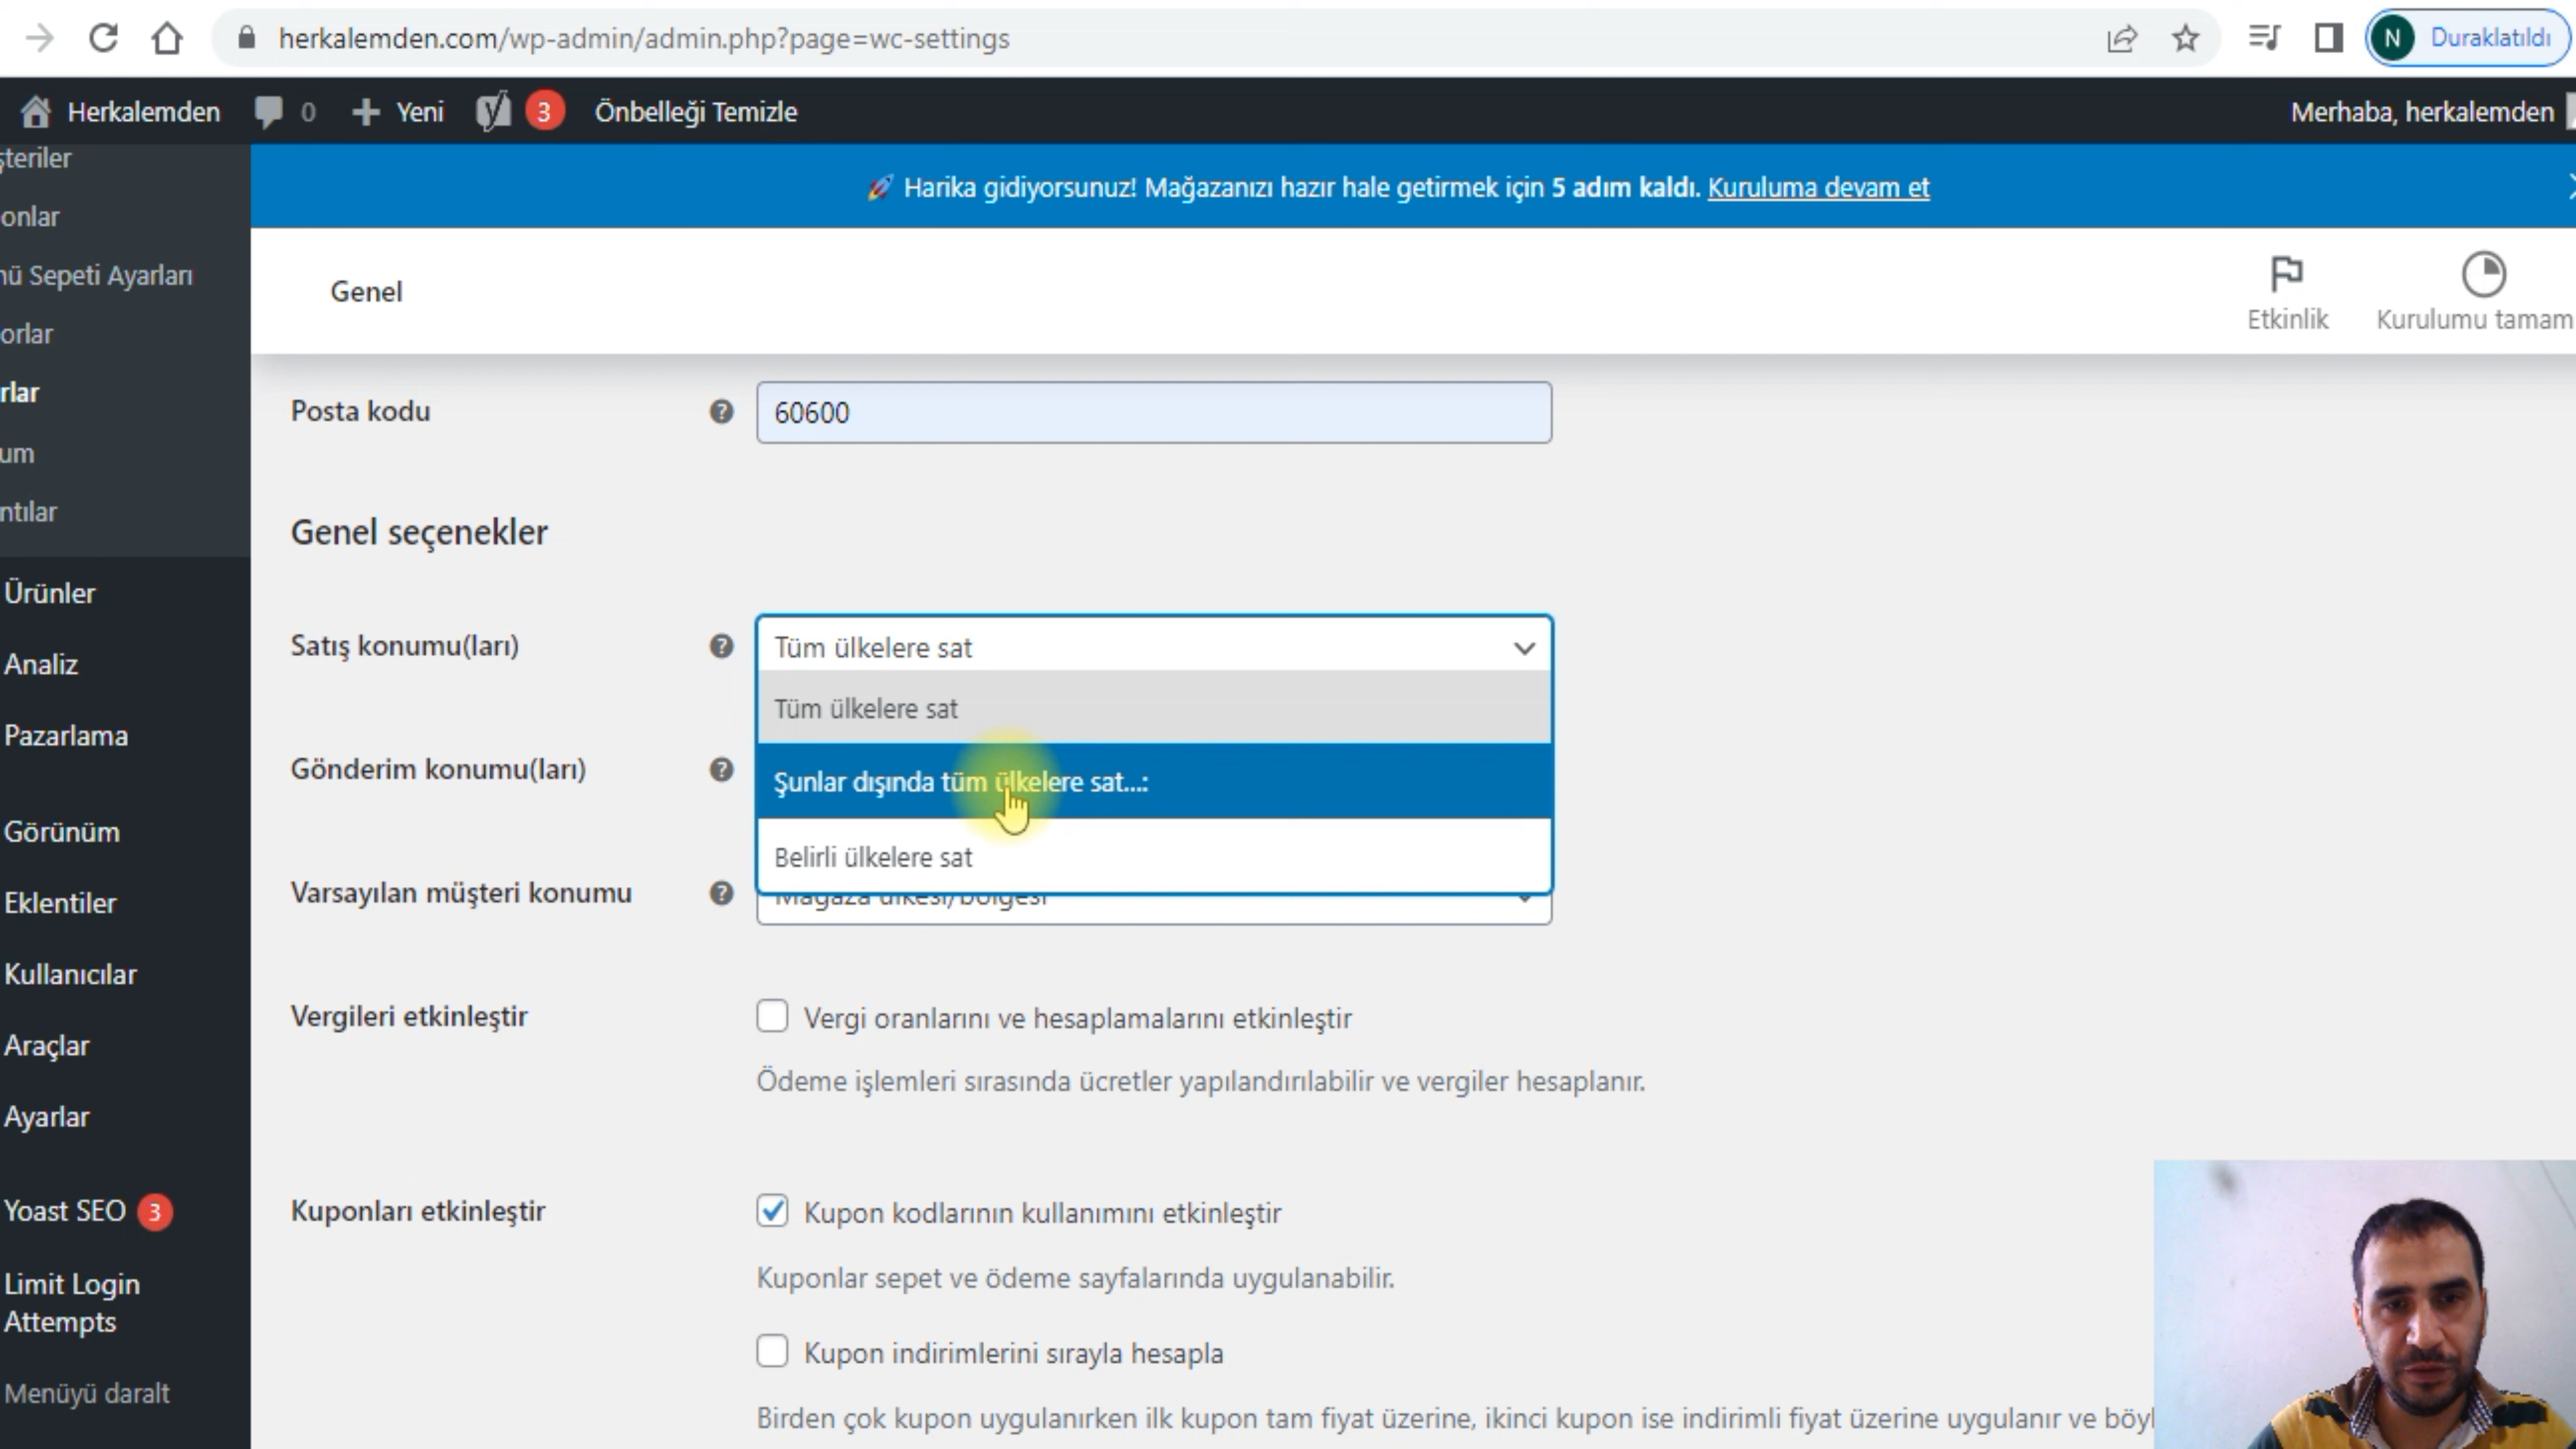 herkalemden.com/wp-admin/admin.php?page=wc-settings
N Duraklatıldı
Herkalemden 0 Yeni 3 Önbelleği Temizle
Merhaba, herkalemden
şteriler
onlar
nü Sepeti Ayarları
orlar
rlar
um
ntılar
Ürünler
Analiz
Pazarlama
Görünüm
Eklentiler
Kullanıcılar
Araçlar
Ayarlar
Yoast SEO 3
Limit Login
Attempts
Menüyü daralt
Harika gidiyorsunuz! Mağazanızı hazır hale getirmek için 5 adım kaldı. Kuruluma devam et
Genel
Etkinlik
Kurulumu tamam
Posta kodu
60600
Genel seçenekler
Satış konumu(ları)
Tüm ülkelere sat
Tüm ülkelere sat
Gönderim konumu(ları)
Şunlar dışında tüm ülkelere sat...:
Belirli ülkelere sat
Varsayılan müşteri konumu
Mağaza ülkesi/bölgesi
Vergileri etkinleştir
Vergi oranlarını ve hesaplamalarını etkinleştir
Ödeme işlemleri sırasında ücretler yapılandırılabilir ve vergiler hesaplanır.
Kuponları etkinleştir
Kupon kodlarının kullanımını etkinleştir
Kuponlar sepet ve ödeme sayfalarında uygulanabilir.
Kupon indirimlerini sırayla hesapla
Birden çok kupon uygulanırken ilk kupon tam fiyat üzerine, ikinci kupon ise indirimli fiyat üzerine uygulanır ve böyl